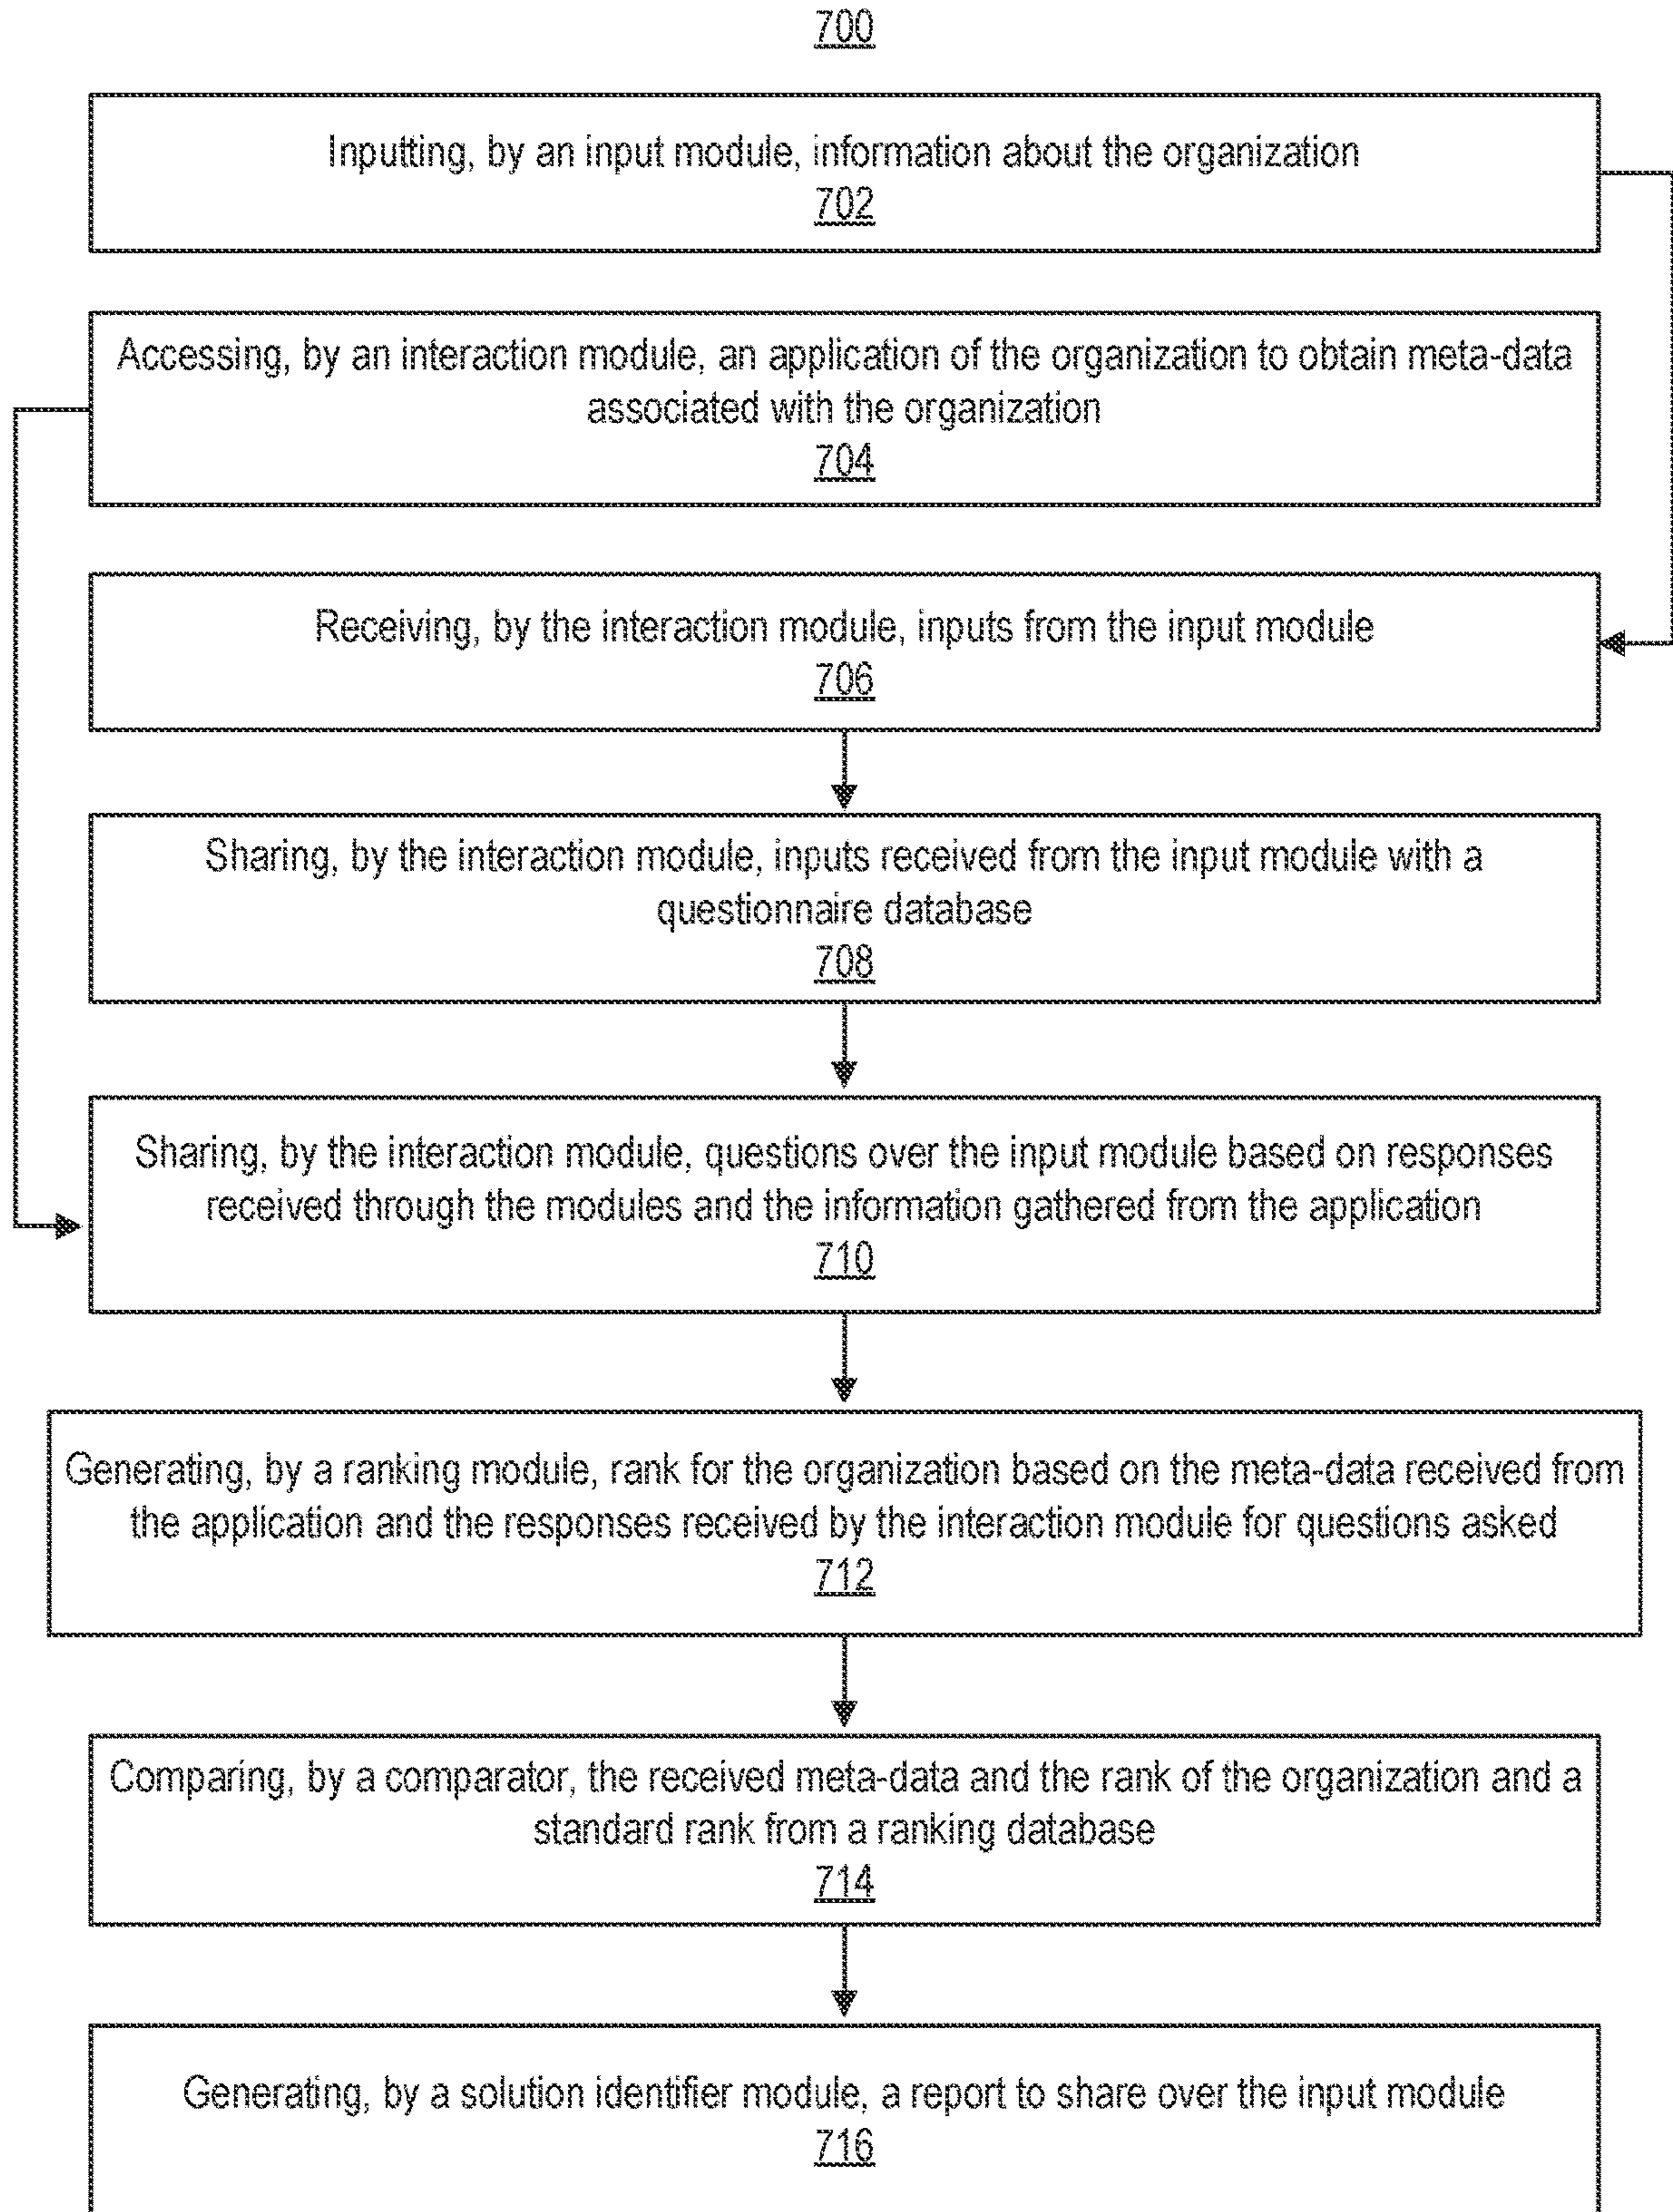 700
Inputting, by an input module, information about the organization
702
Accessing, by an interaction module, an application of the organization to obtain meta-data
associated with the organization
704
Receiving, by the interaction module, inputs from the input module
706
Sharing, by the interaction module, inputs received from the input module with a
questionnaire database
708
Sharing, by the interaction module, questions over the input module based on responses
received through the modules and the information gathered from the application
710
Generating, by a ranking module, rank for the organization based on the meta-data received from
the application and the responses received by the interaction module for questions asked
712
Comparing, by a comparator, the received meta-data and the rank of the organization and a
standard rank from a ranking database
714
Generating, by a solution identifier module, a report to share over the input module
716